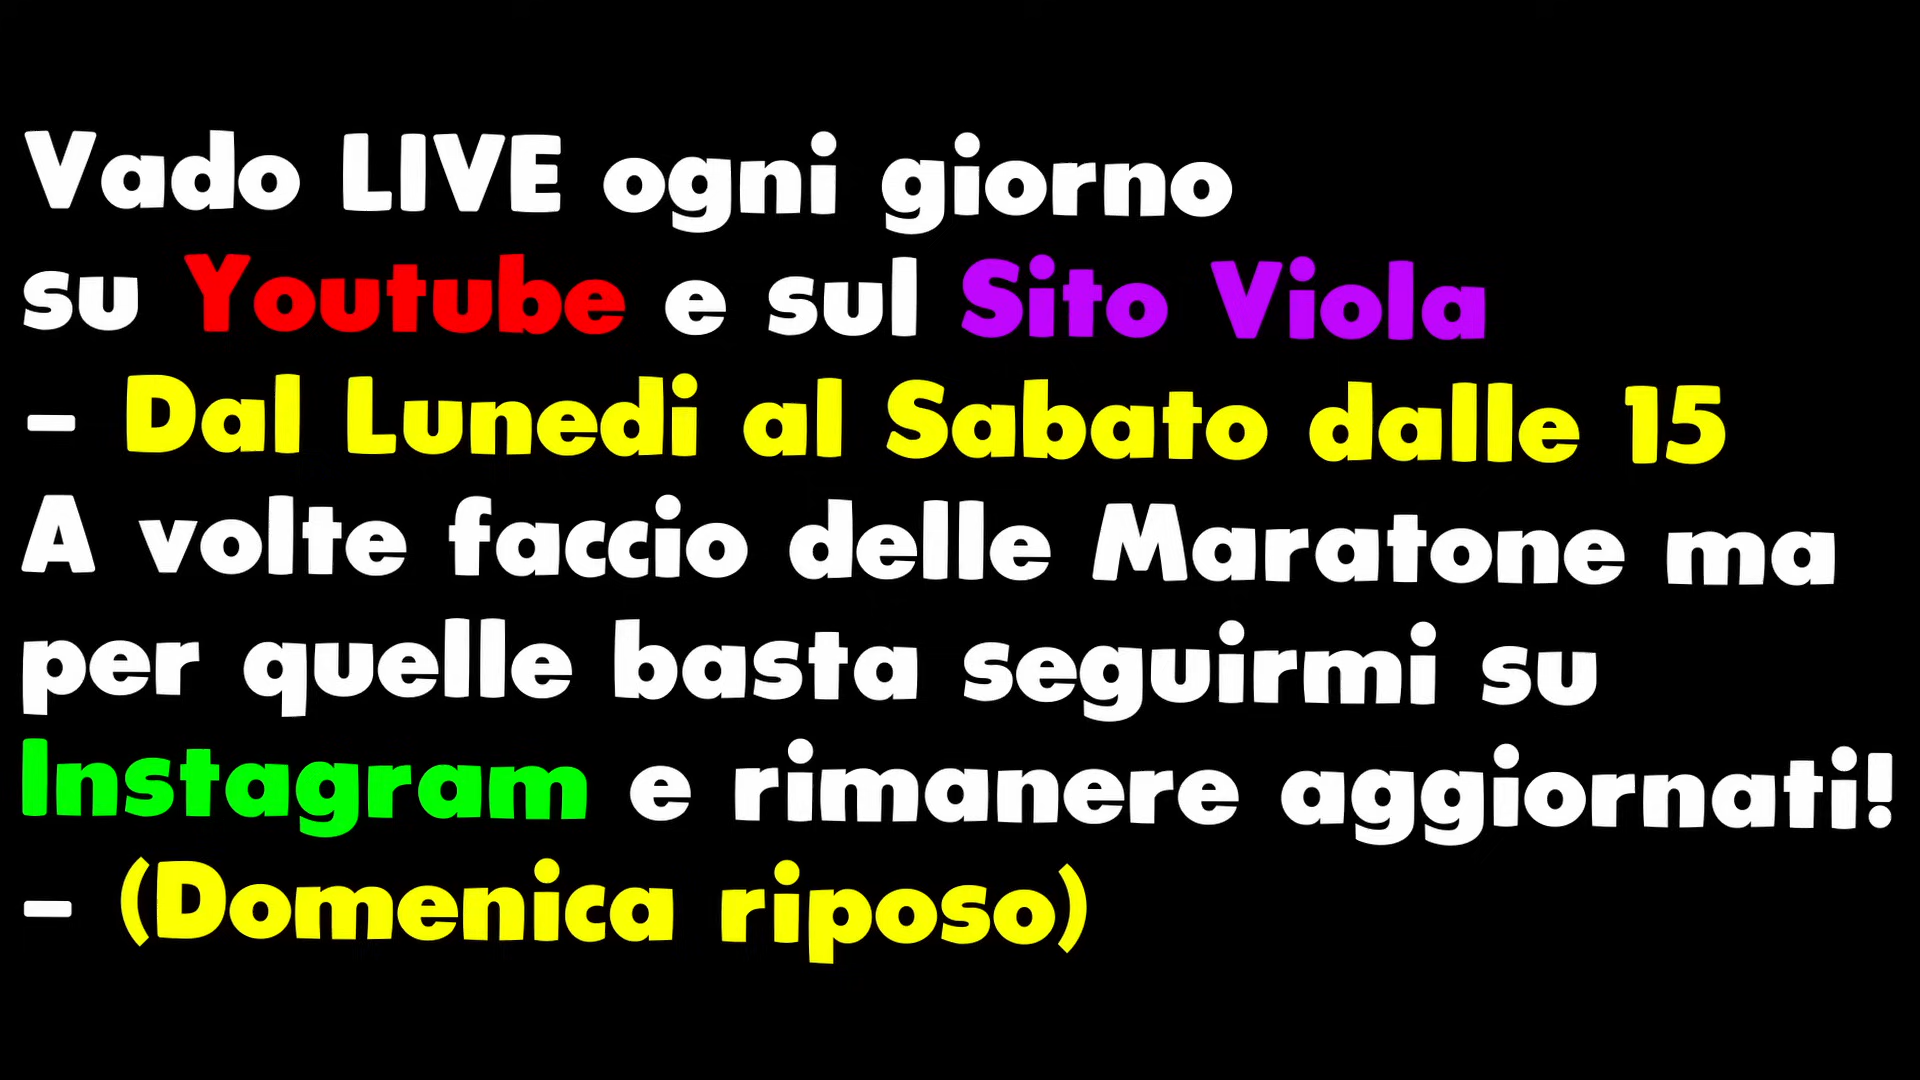 Vado LIVE ogni giorno
su Youtube e sul Sito Viola
- Dal Lunedi al Sabato dalle 15
A volte faccio delle Maratone ma
per quelle basta seguirmi su
Instagram e rimanere aggiornati!
- (Domenica riposo)